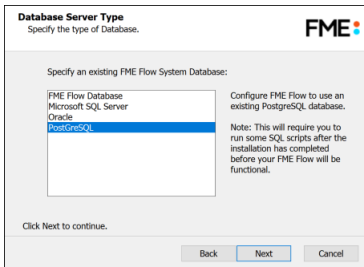 Database Server Type
Specify the type of Database.
FME
Specify an existing FME Flow System Database:
FME Flow Database
Microsoft SQL Server
Oracle
PostGreSQL
Configure FME Flow to use an
existing PostgreSQL database.
Note: This will require you to
run some SQL scripts after the
installation has completed
before your FME Flow will be
functional.
Click Next to continue.
Back
Next
Cancel